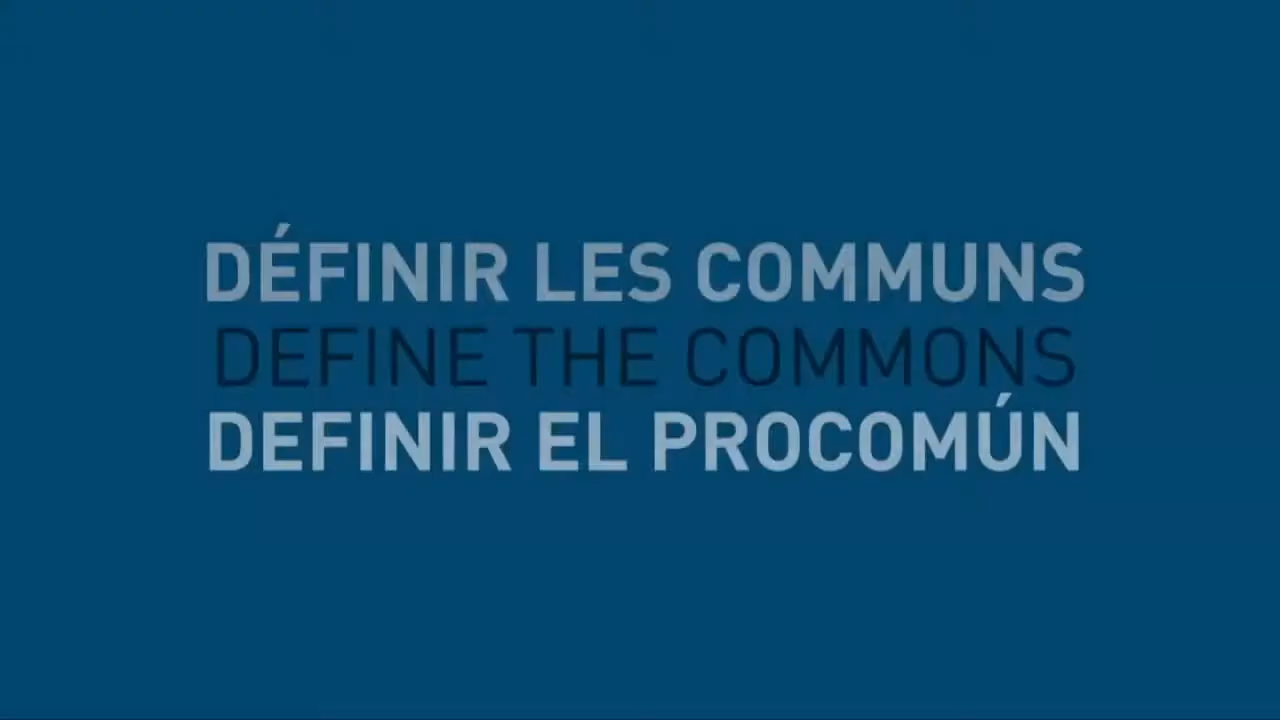 DÉFINIR LES COMMUNS
DEFINE THE COMMONS
DEFINIR EL PROCOMÚN